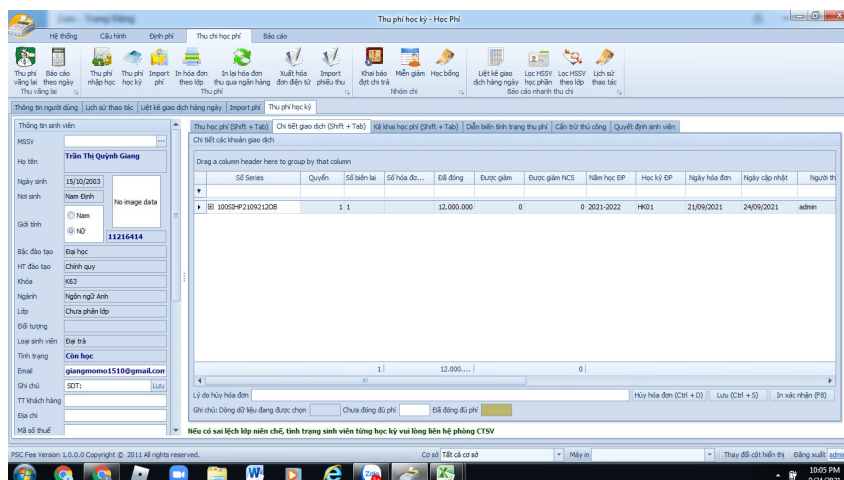 Thu phí học kỳ - Học Phí
Hệ thống Cấu hình Định phí Thu chi học phí Báo cáo
Thu phí vãng lai Báo cáo theo ngày Thu phí nhập học Thu phí học kỳ Import phí In hóa đơn theo lớp In lại hóa đơn thu qua ngân hàng Xuất hóa đơn điện tử Import phiếu thu Khai báo đợt chi trả Miễn giảm Học bổng Liệt kê giao dịch hàng ngày Lọc MSSV học phần Lọc HSSV theo lớp Lịch sử thao tác
Thu vãng lai Thu phí Nhóm chi Báo cáo nhanh thu chi
Thông tin người dùng Lịch sử thao tác Liệt kê giao dịch hàng ngày Import phí Thu phí học kỳ
Thông tin sinh viên
MSSV
Họ tên Trần Thị Quỳnh Giang
Ngày sinh 15/10/2003
Nơi sinh Nam Định
No image data
Giới tính Nam
Nữ
11216414
Bậc đào tạo Đại học
HT đào tạo Chính quy
Khóa K63
Ngành Ngôn ngữ Anh
Lớp Chưa phân lớp
Đối tượng
Loại sinh viên Đại trà
Tình trạng Còn học
Email giangmomo1510@gmail.com
Ghi chú SDT: Lưu
TT khách hàng
Địa chỉ
Mã số thuế
Thu học phí (Shift + Tab) Chi tiết giao dịch (Shift + Tab) Kê khai học phí (Shift + Tab) Diễn biến tình trạng thu phí Cấn trừ thủ công Quyết định sinh viên
Chi tiết các khoản giao dịch
Drag a column header here to group by that column
Số Series Quyển Số biên lai Số hóa đơ... Đã đóng Được giảm Được giảm NCS Năm học ĐP Học kỳ ĐP Ngày hóa đơn Ngày cập nhật Người th
100SIHP2109212OB 1 1 12.000.000 0 0 2021-2022 HK01 21/09/2021 24/09/2021 admin
1 12.000.... 0
Lý do hủy hóa đơn Hủy hóa đơn (Ctrl + D) Lưu (Ctrl + S) In xác nhận (F8)
Ghi chú: Dòng dữ liệu đang được chọn Chưa đóng đủ phí Đã đóng đủ phí
Nếu có sai lệch lớp niên chế, tình trạng sinh viên từng học kỳ vui lòng liên hệ phòng CTSV
PSC Fee Version 1.0.0.0 Copyright © 2011 All rights reserved. Cơ sở Tất cả cơ sở Máy in Thay đổi cột hiển thị Đăng xuất admin
Zalo
10:05 PM